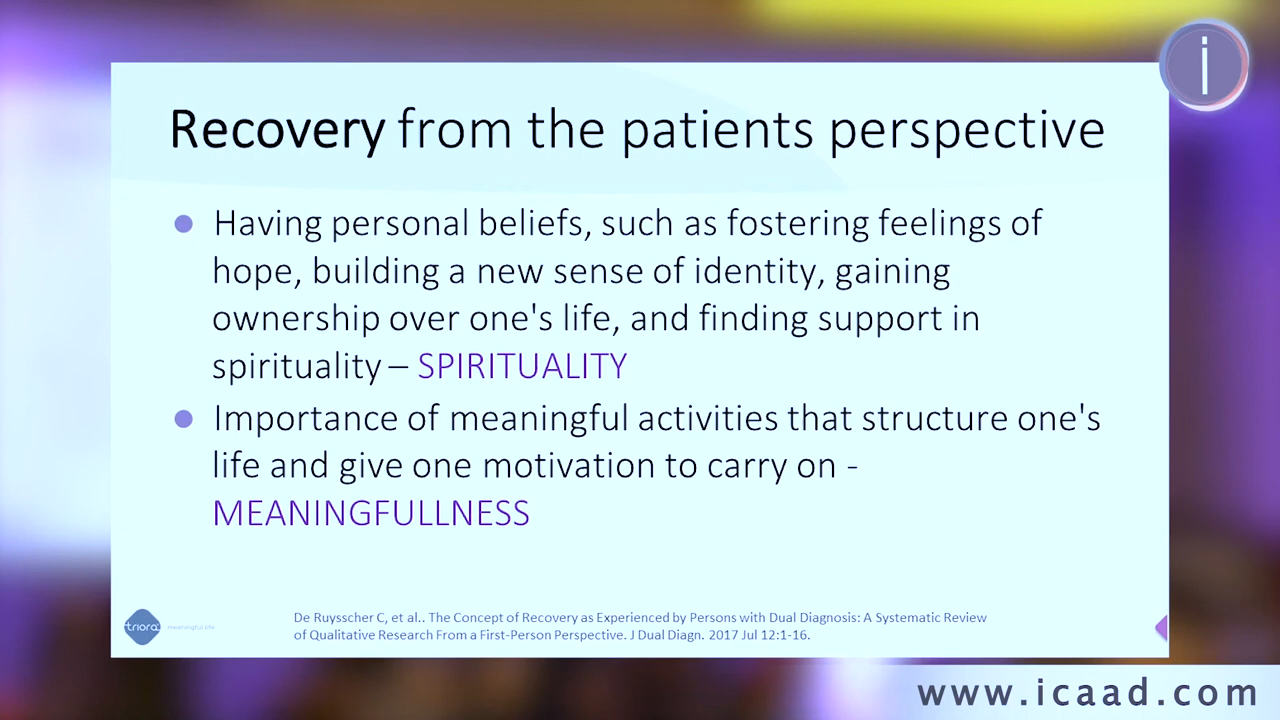 i
Recovery from the patients perspective
Having personal beliefs, such as fostering feelings of
hope, building a new sense of identity, gaining
ownership over one's life, and finding support in
spirituality – SPIRITUALITY
Importance of meaningful activities that structure one's
life and give one motivation to carry on -
MEANINGFULLNESS
triora meaningful life
De Ruysscher C, et al.. The Concept of Recovery as Experienced by Persons with Dual Diagnosis: A Systematic Review
of Qualitative Research From a First-Person Perspective. J Dual Diagn. 2017 Jul 12:1-16.
www.icaad.com